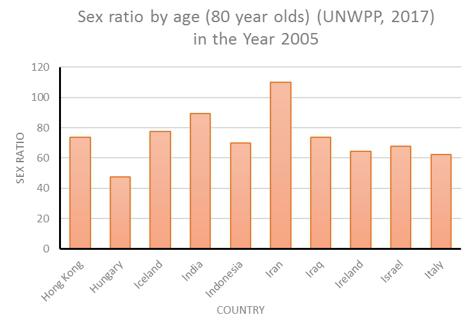 Sex ratio by age (80 year olds) (UNWPP, 2017)
in the Year 2005
120
100
80
60
40
20
0
SEX RATIO
Hong Kong
Hungary
Iceland
India
Indonesia
Iran
Iraq
Ireland
Israel
Italy
COUNTRY